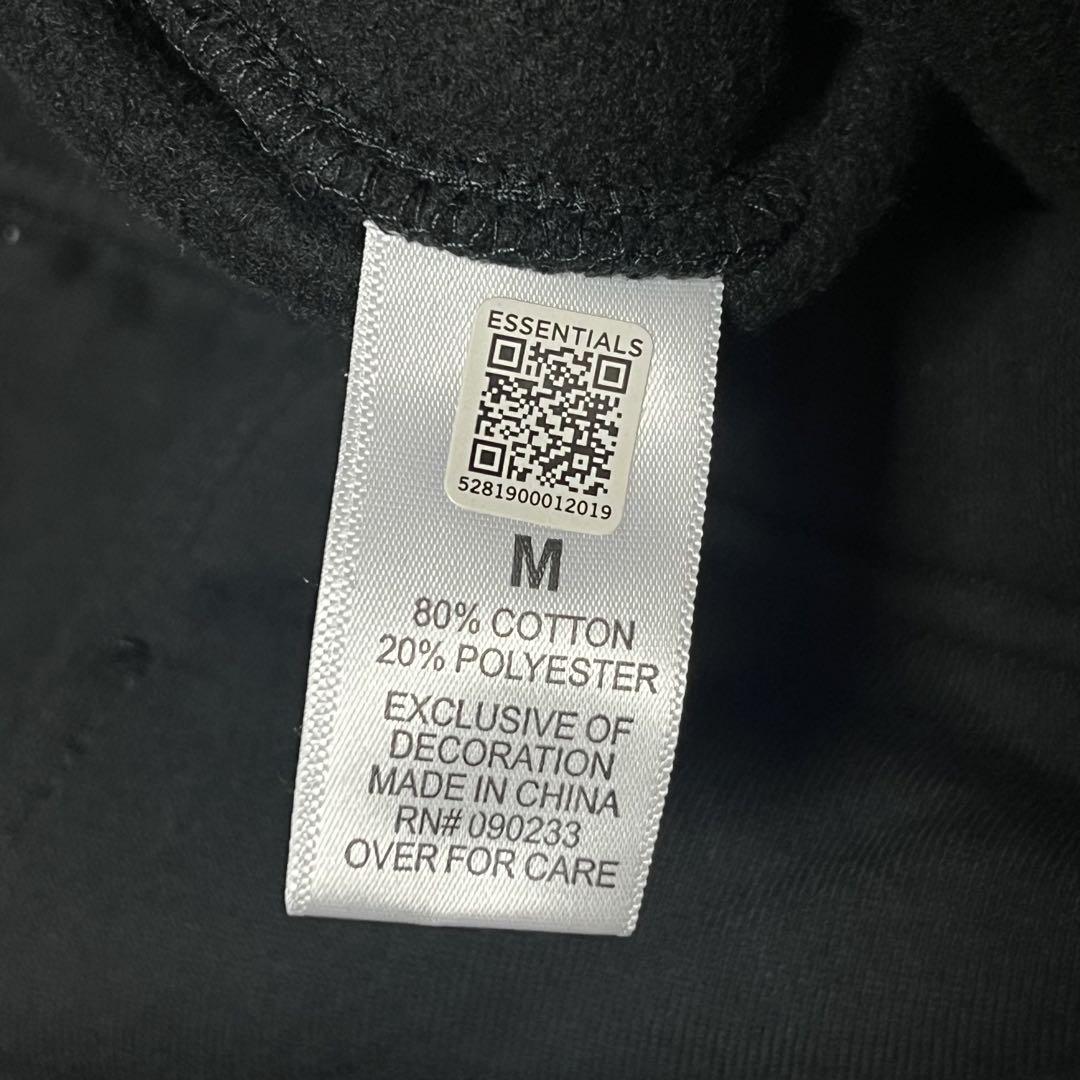 ESSENTIALS
5281900012019
M
80% COTTON
20% POLYESTER
EXCLUSIVE OF
DECORATION
MADE IN CHINA
RN# 090233
OVER FOR CARE